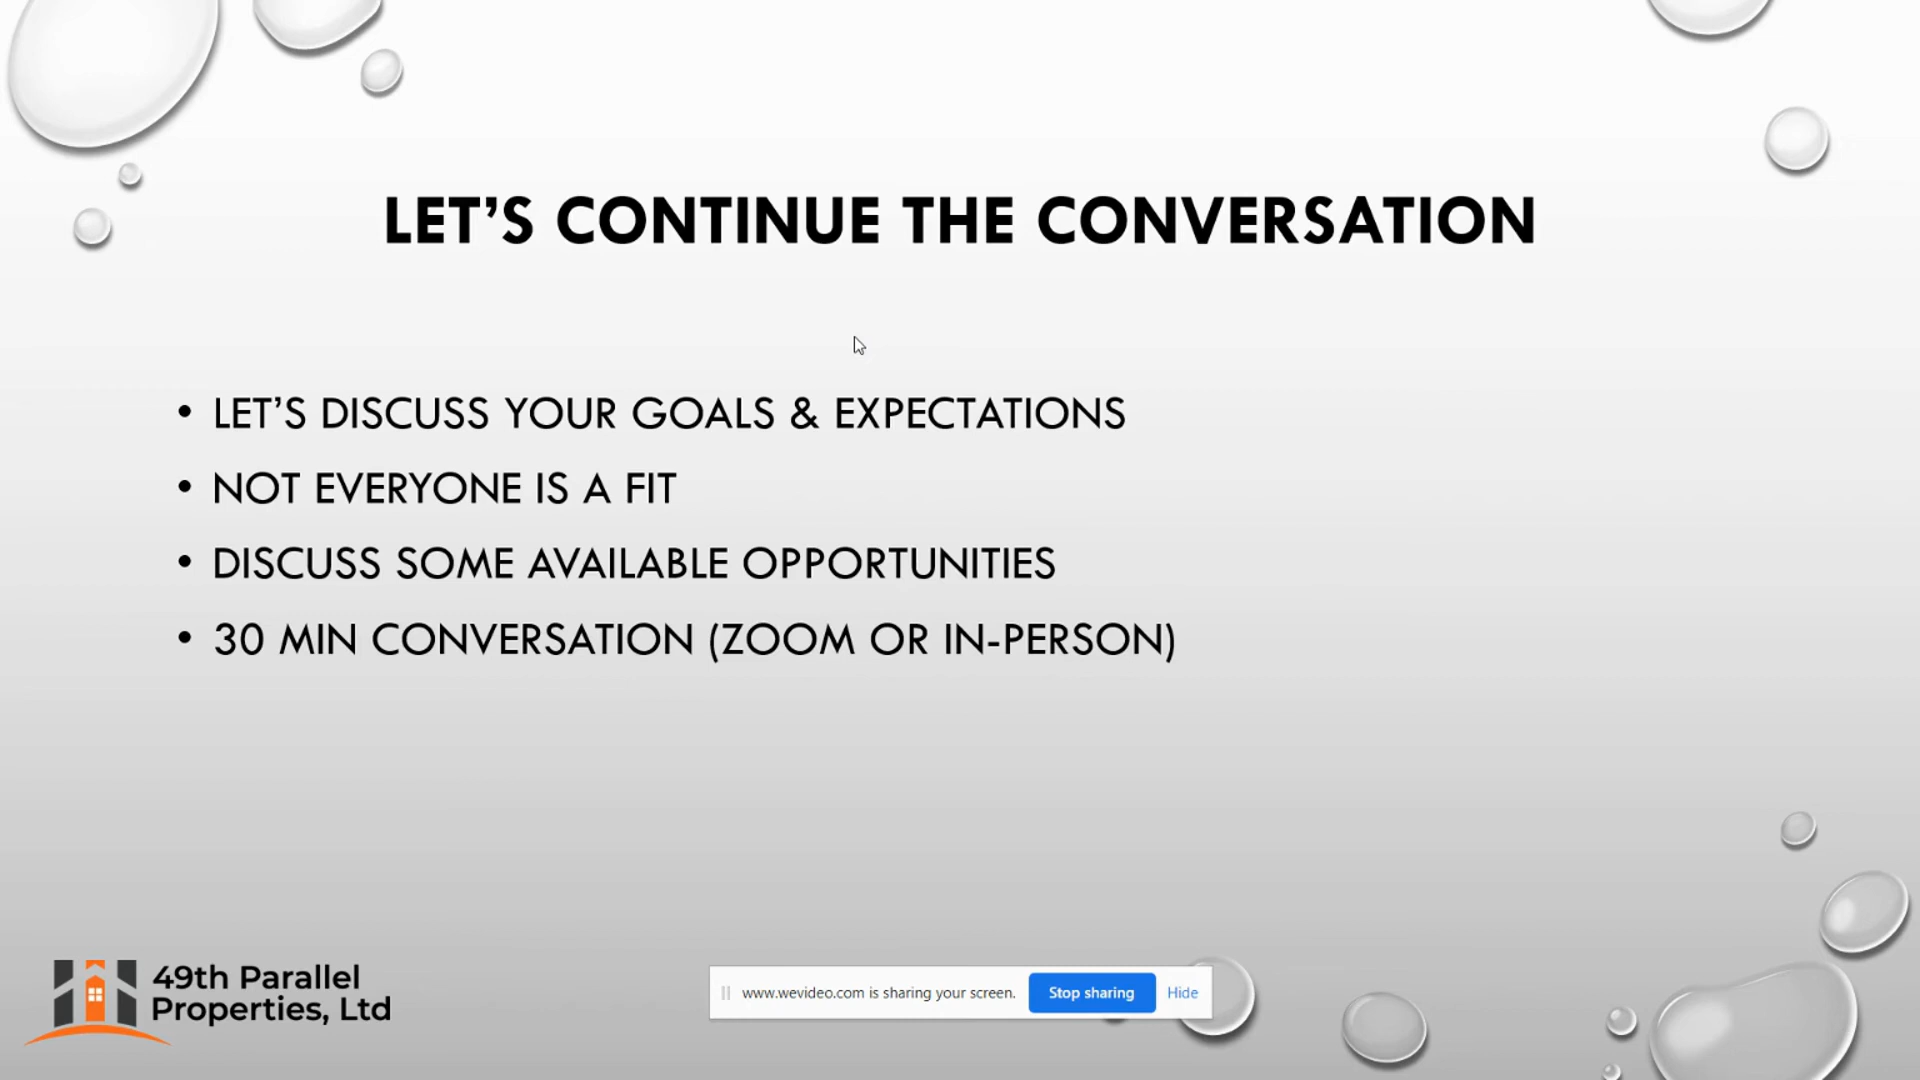 LET’S CONTINUE THE CONVERSATION
• LET’S DISCUSS YOUR GOALS & EXPECTATIONS
• NOT EVERYONE IS A FIT
• DISCUSS SOME AVAILABLE OPPORTUNITIES
• 30 MIN CONVERSATION (ZOOM OR IN-PERSON)
49th Parallel
Properties, Ltd
www.wevideo.com is sharing your screen. Stop sharing Hide